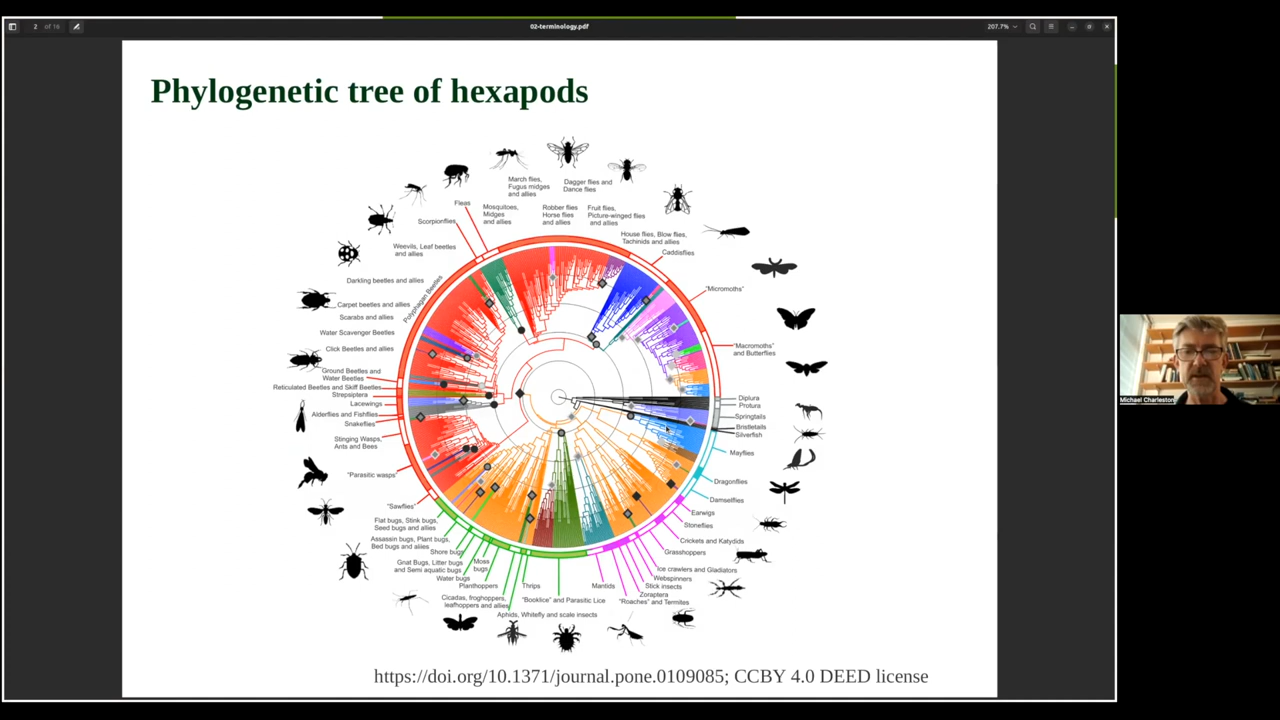 2 of 16
02-terminology.pdf
207.7%
Phylogenetic tree of hexapods
March flies,
Fugus midges
and allies
Dagger flies and
Dance flies
Fleas
Mosquitoes,
Midges
and allies
Robber flies
Horse flies
and allies
Fruit flies,
Picture-winged flies
and allies
Scorpionflies
House flies, Blow flies,
Tachinids and allies
Weevils, Leaf beetles
and allies
Caddisflies
Darkling beetles and allies
Polyphagan Beetles
"Micromoths"
Carpet beetles and allies
Scarabs and allies
Water Scavenger Beetles
Click Beetles and allies
"Macromoths"
and Butterflies
Ground Beetles and
Water Beetles
Reticulated Beetles and Skiff Beetles
Strepsiptera
Lacewings
Alderflies and Fishflies
Snakeflies
Stinging Wasps,
Ants and Bees
"Parasitic wasps"
"Sawflies"
Diplura
Protura
Springtails
Bristletails
Silverfish
Mayflies
Dragonflies
Damselflies
Earwigs
Stoneflies
Crickets and Katydids
Grasshoppers
Ice crawlers and Gladiators
Webspinners
Stick insects
Zoraptera
"Roaches" and Termites
Mantids
Flat bugs, Stink bugs,
Seed bugs and allies
Assassin bugs, Plant bugs,
Bed bugs and allies
Shore bugs
Gnat Bugs, Litter bugs
and Semi aquatic bugs
Moss
bugs
Water bugs
Planthoppers
Cicadas, froghoppers,
leafhoppers and allies
Thrips
"Booklice" and Parasitic Lice
Aphids, Whitefly and scale insects
https://doi.org/10.1371/journal.pone.0109085; CCBY 4.0 DEED license
Michael Charleston